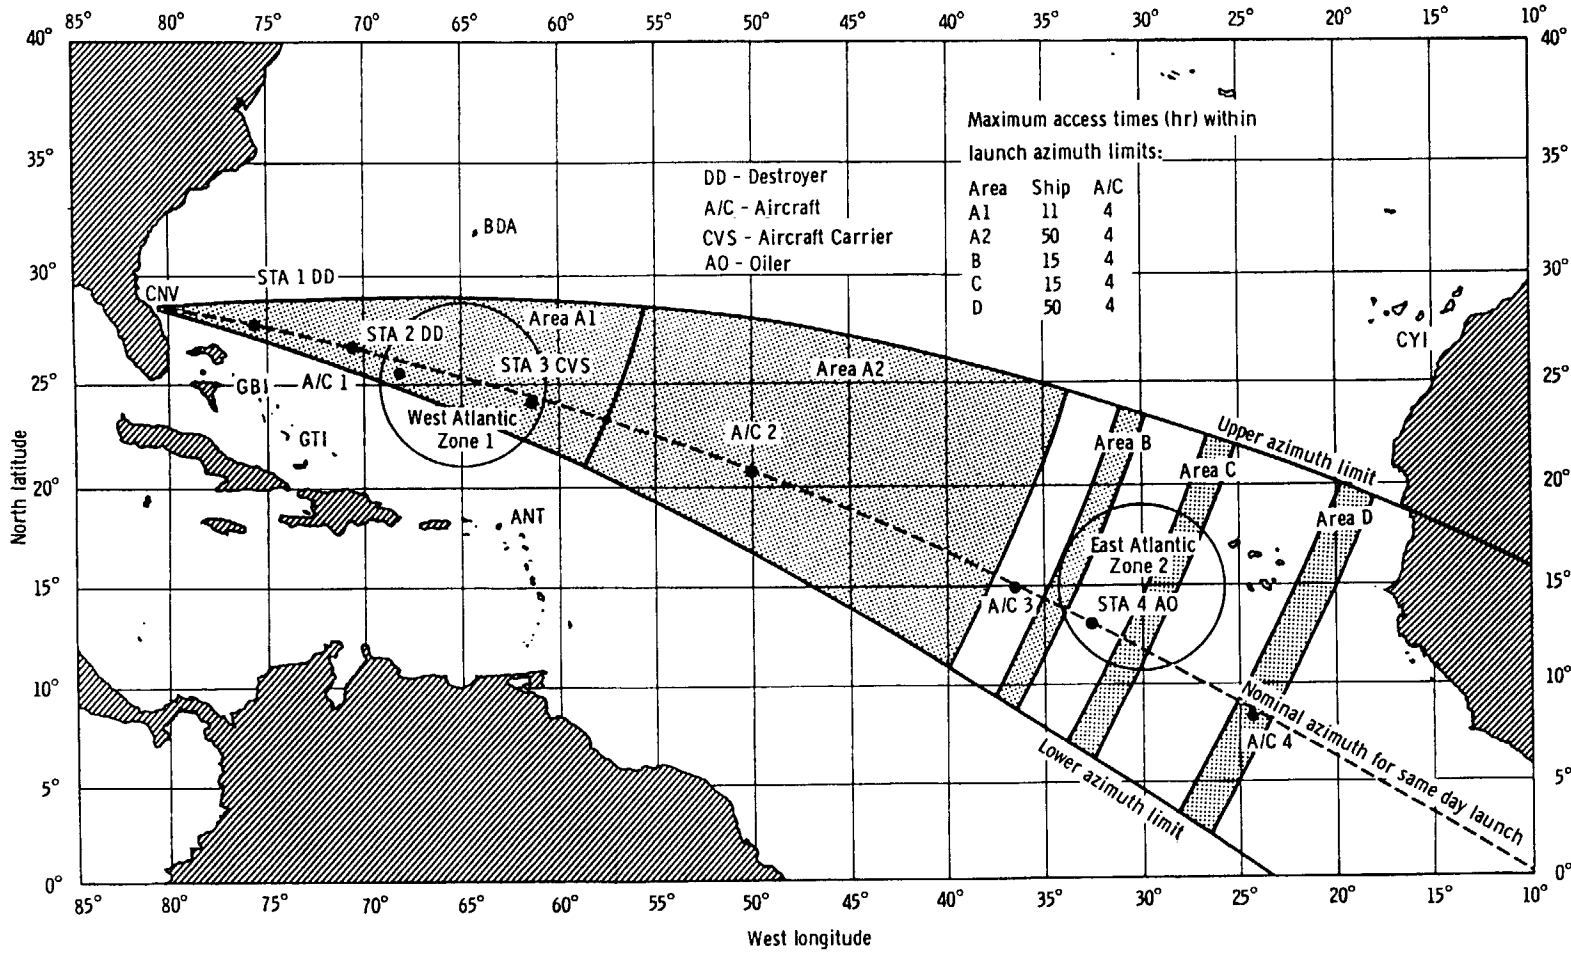 85° 80° 75° 70° 65° 60° 55° 50° 45° 40° 35° 30° 25° 20° 15° 10°
40° 40°
Maximum access times (hr) within
launch azimuth limits:
35° 35°
DD - Destroyer
A/C - Aircraft
CVS - Aircraft Carrier
AO - Oiler
Area Ship A/C
A1 11 4
A2 50 4
B 15 4
C 15 4
D 50 4
BDA
30° 30°
STA 1 DD
CNV
Area A1
STA 2 DD
STA 3 CVS
Area A2
CYI
25° 25°
GBI
A/C 1
West Atlantic
Zone 1
GTI
A/C 2
Area B
Area C
Upper azimuth limit
20° 20°
Area D
ANT
East Atlantic
Zone 2
15° 15°
A/C 3
STA 4 AO
10° 10°
Nominal azimuth for same day launch
A/C 4
Lower azimuth limit
5° 5°
0° 0°
North latitude
85° 80° 75° 70° 65° 60° 55° 50° 45° 40° 35° 30° 25° 20° 15° 10°
West longitude